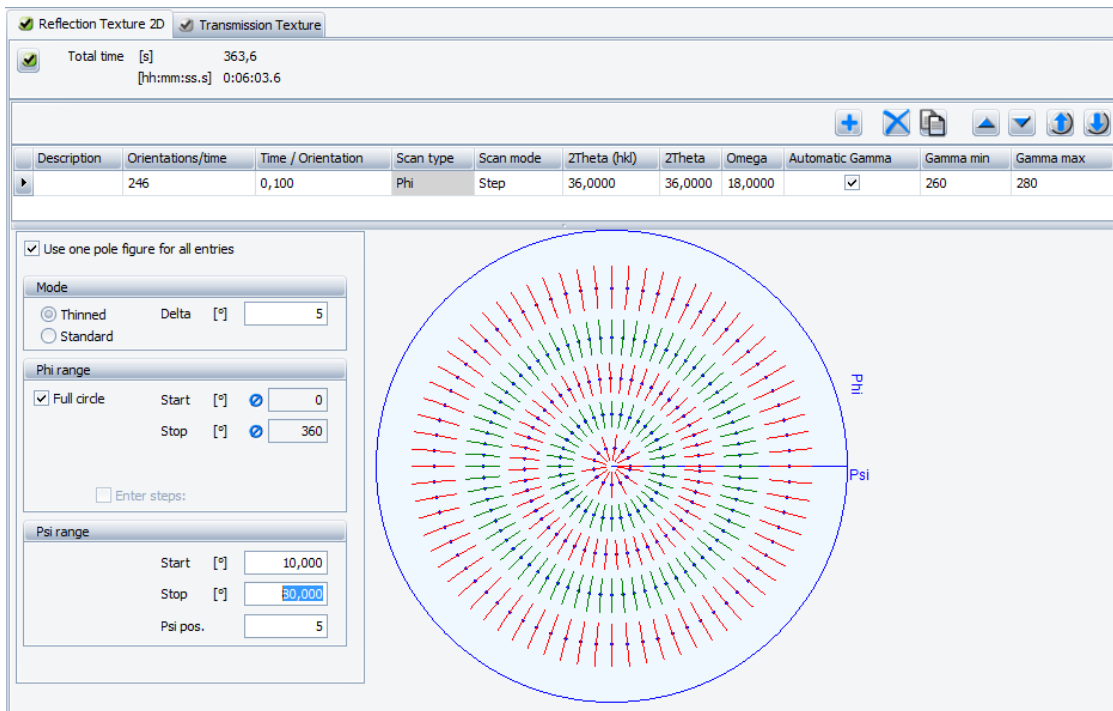 Reflection Texture 2D
Transmission Texture
Total time [s] 363,6
[hh:mm:ss.s] 0:06:03.6
Description Orientations/time Time / Orientation Scan type Scan mode 2Theta (hkl) 2Theta Omega Automatic Gamma Gamma min Gamma max
246 0,100 Phi Step 36,0000 36,0000 18,0000 260 280
Use one pole figure for all entries
Mode
Thinned Delta [°] 5
Standard
Phi range
Full circle Start [°] 0
Stop [°] 360
Enter steps:
Psi range
Start [°] 10,000
Stop [°] 80,000
Psi pos. 5
Phi
Psi